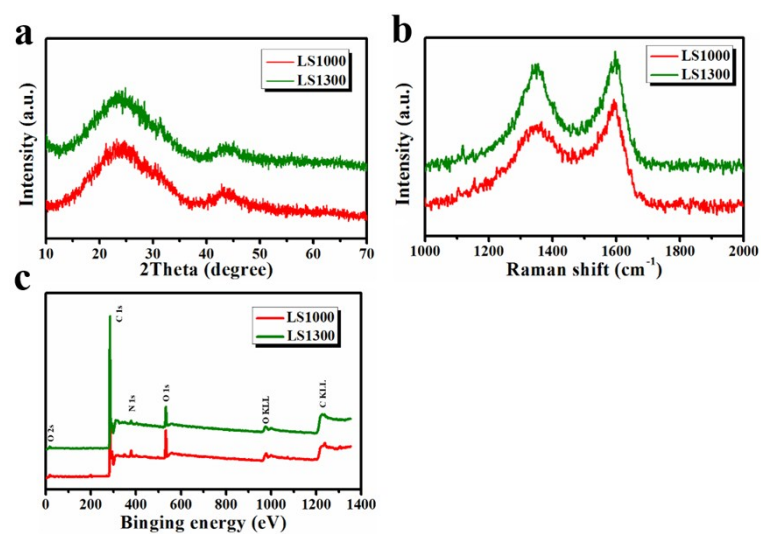 a
LS1000
LS1300
Intensity (a.u.)
10 20 30 40 50 60 70
2Theta (degree)
b
LS1000
LS1300
Intensity (a.u.)
1000 1200 1400 1600 1800 2000
Raman shift (cm⁻¹)
c
LS1000
LS1300
O 2s
C 1s
N 1s
O 1s
O KLL
C KLL
0 200 400 600 800 1000 1200 1400
Binging energy (eV)